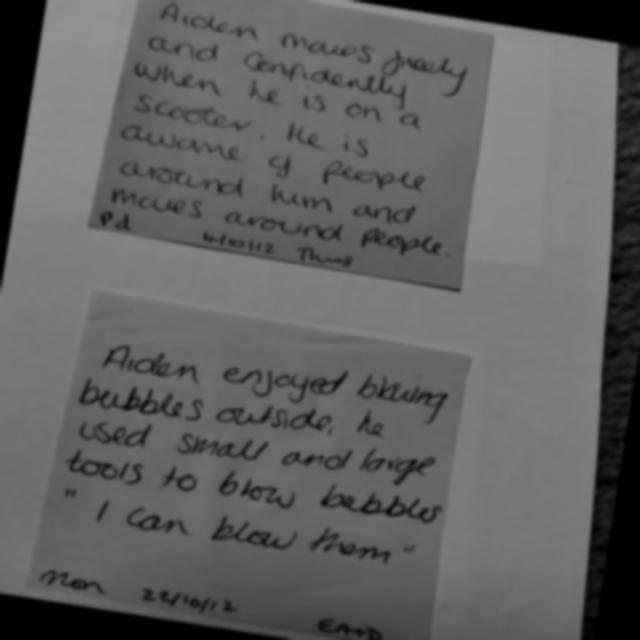 Aiden moves freely
and confidently
when he is on a
scooter. He is
aware of people
around him and
moves around people.
Pd 4/10/12 Thurs
Aiden enjoyed blowing
bubbles outside, he
used small and large
tools to blow bubbles
" I can blow them "
Mon 22/10/12